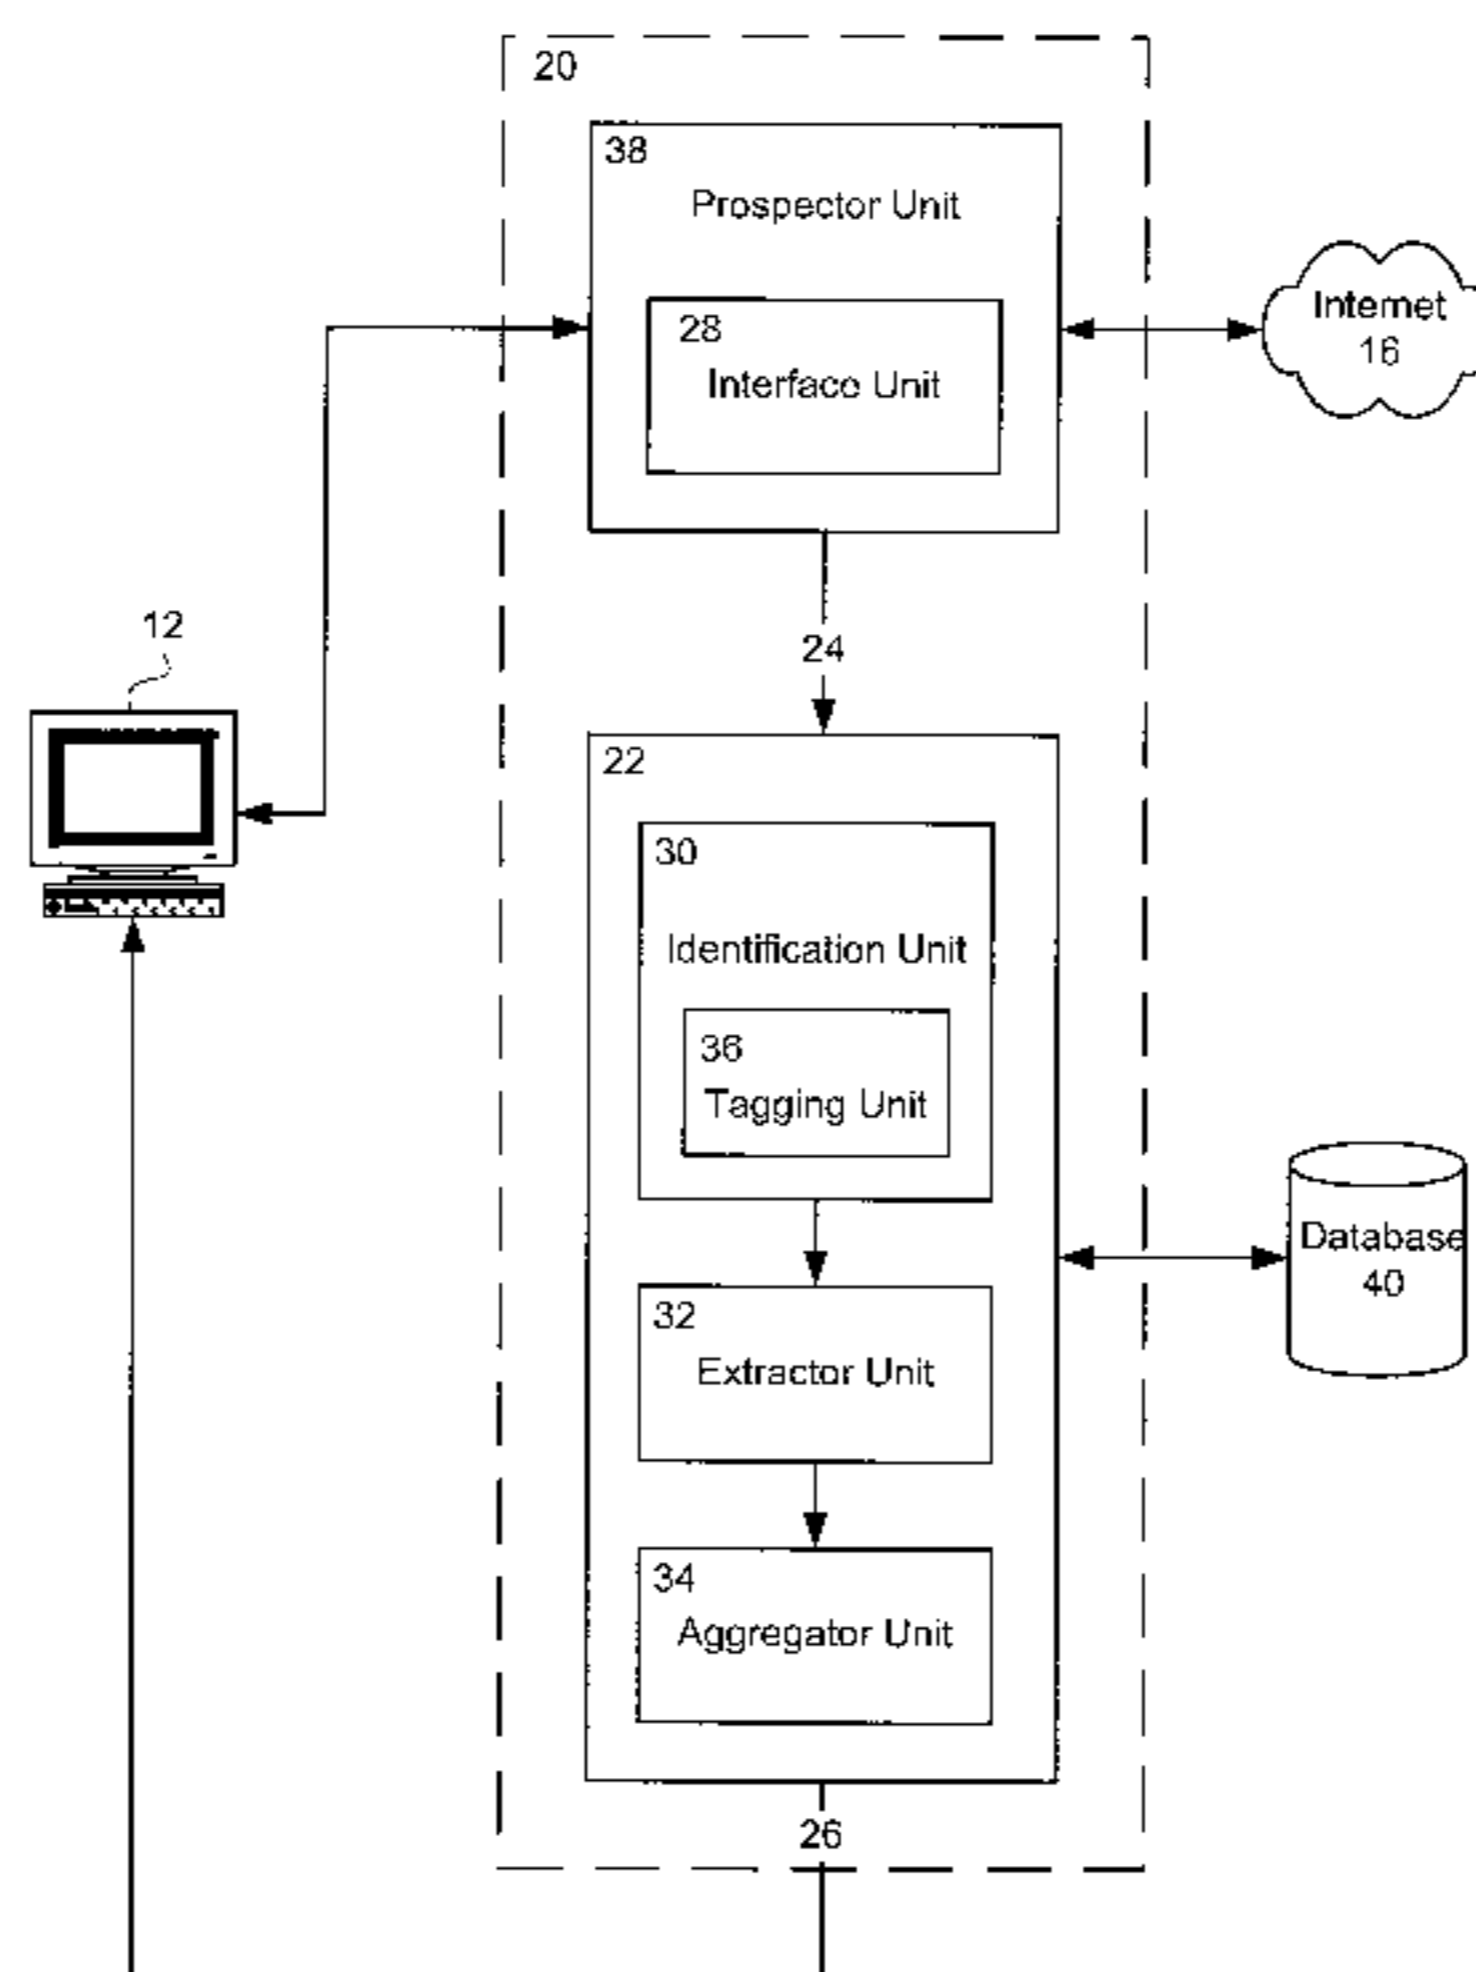 20
38
Prospector Unit
28
Interface Unit
Internet
16
12
24
22
30
Identification Unit
36
Tagging Unit
Database
40
32
Extractor Unit
34
Aggregator Unit
26